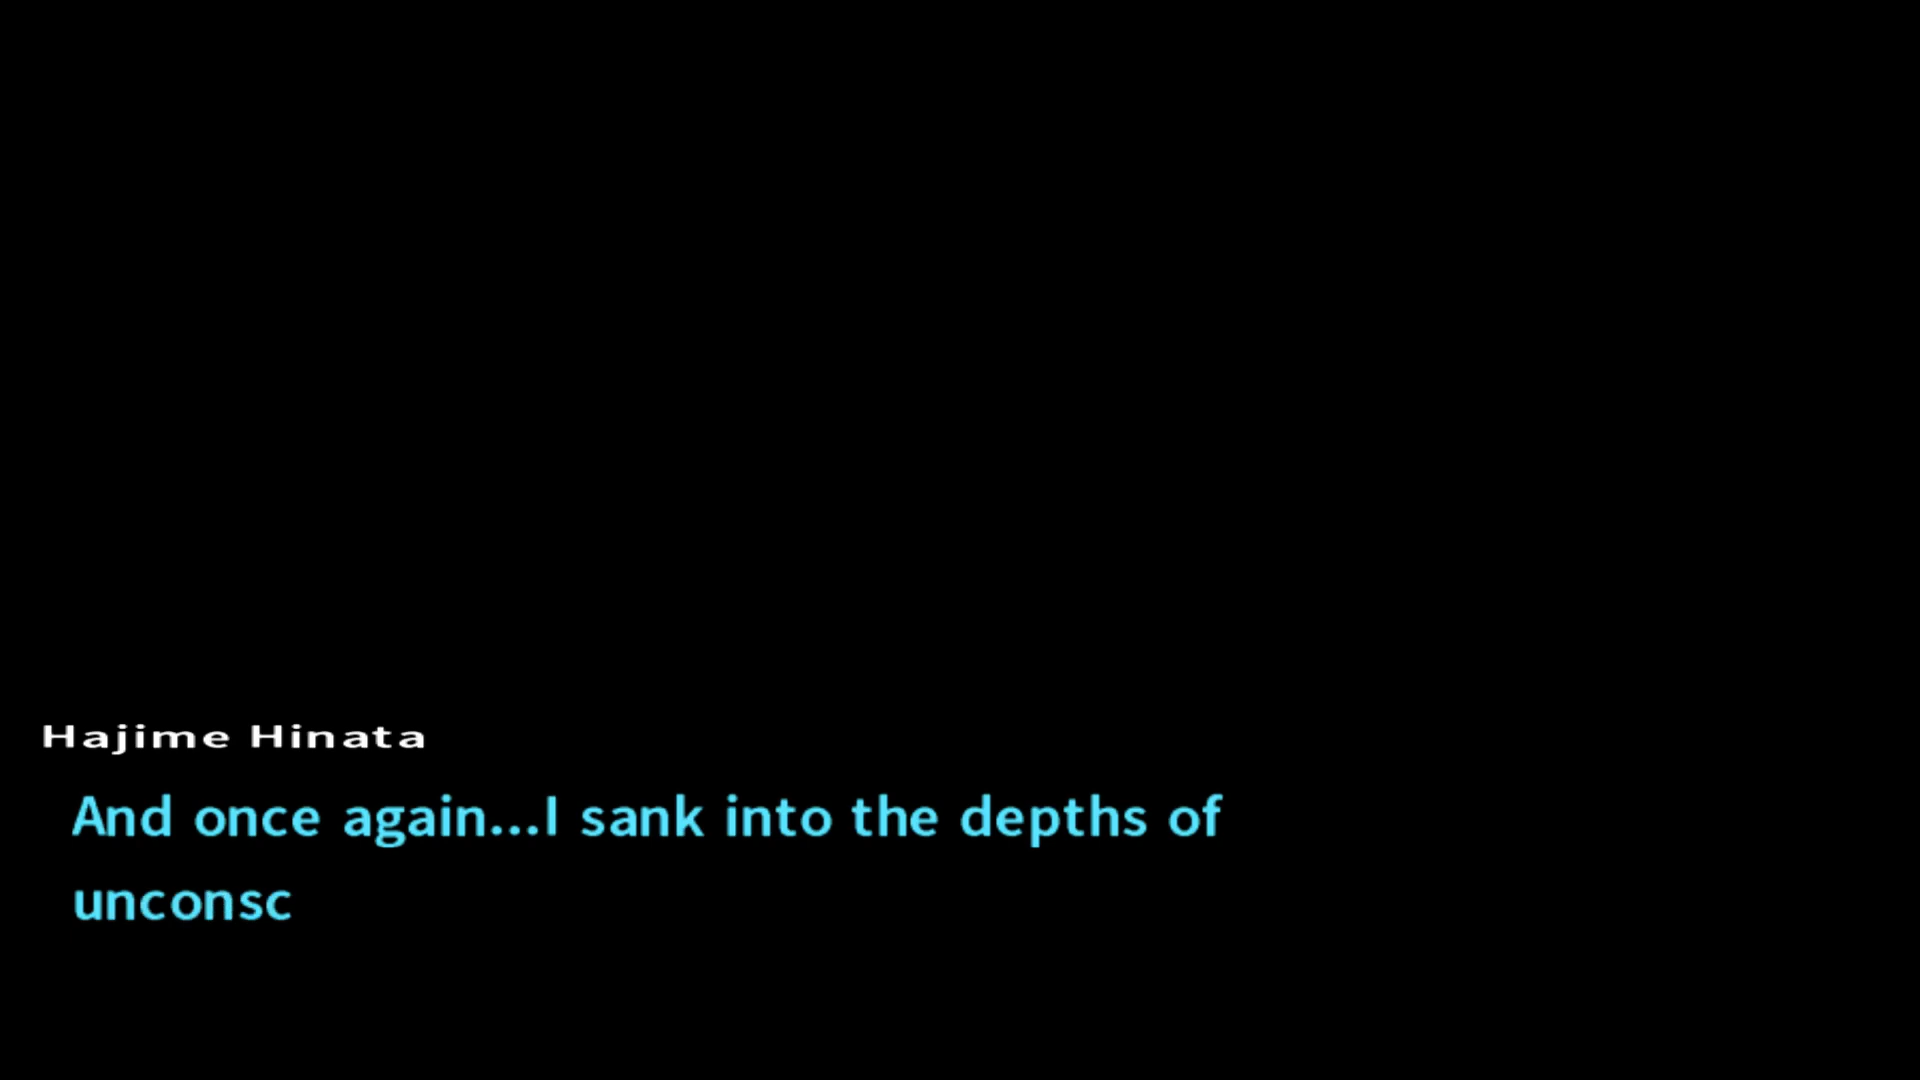 Hajime Hinata
And once again...I sank into the depths of
unconsc